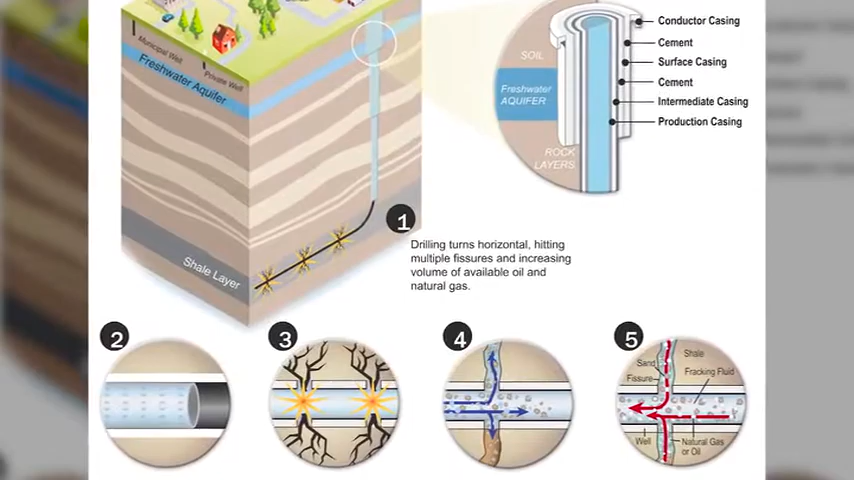 Conductor Casing
Cement
Surface Casing
Cement
Intermediate Casing
Production Casing
SOIL
Freshwater
AQUIFER
ROCK
LAYERS
Municipal Well
Private Well
Freshwater Aquifer
Shale Layer
1
Drilling turns horizontal, hitting
multiple fissures and increasing
volume of available oil and
natural gas.
2
3
4
5
Sand
Shale
Fissure
Fracking Fluid
Well
Natural Gas
or Oil